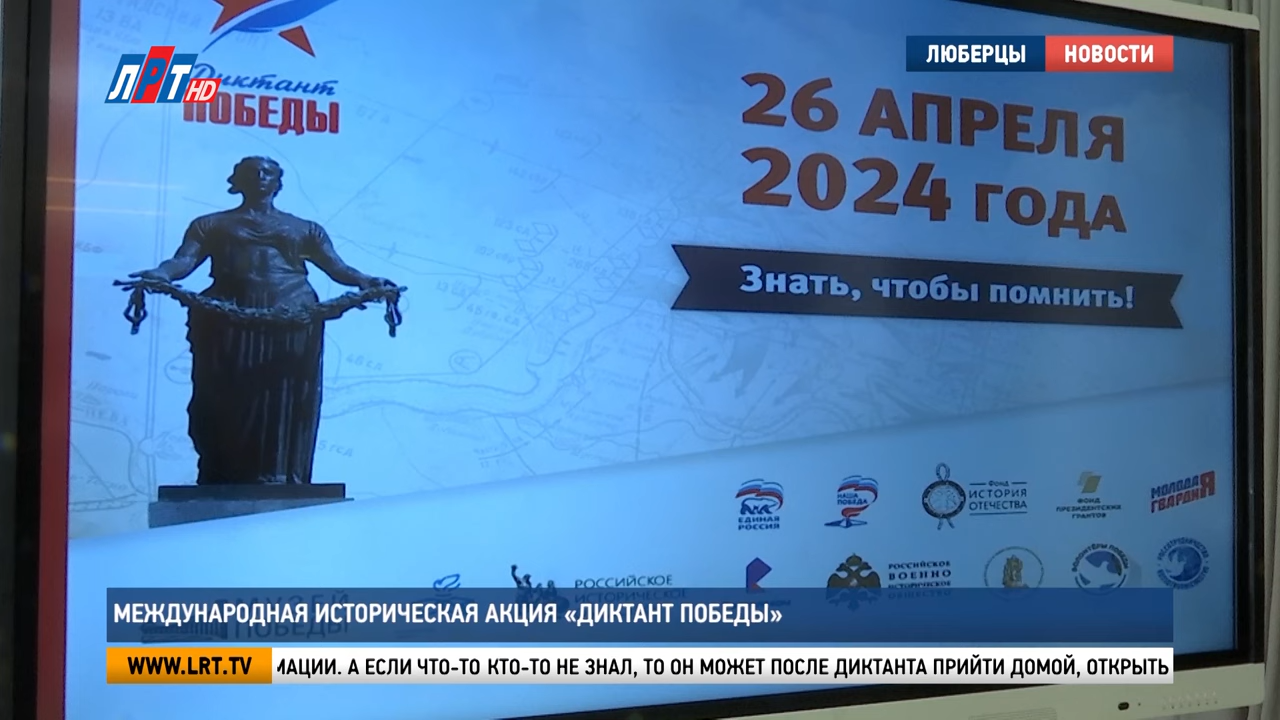 ЛРТ HD
ЛЮБЕРЦЫ НОВОСТИ
Диктант
ПОБЕДЫ
26 АПРЕЛЯ
2024 ГОДА
Знать, чтобы помнить!
ЕДИНАЯ
РОССИЯ
НАША
ПОБЕДА
ФОНД
ИСТОРИЯ
ОТЕЧЕСТВА
ФОНД
ПРЕЗИДЕНТСКИХ
ГРАНТОВ
МОЛОДАЯ
ГВАРДИЯ
РОССИЙСКОЕ
ВОЕННО
ИСТОРИЧЕСКОЕ
ОБЩЕСТВО
ВОЛОНТЁРЫ ПОБЕДЫ
РОССИЙСКОЕ
МЕЖДУНАРОДНАЯ ИСТОРИЧЕСКАЯ АКЦИЯ «ДИКТАНТ ПОБЕДЫ»
WWW.LRT.TV
МАЦИИ. А ЕСЛИ ЧТО-ТО КТО-ТО НЕ ЗНАЛ, ТО ОН МОЖЕТ ПОСЛЕ ДИКТАНТА ПРИЙТИ ДОМОЙ, ОТКРЫТЬ